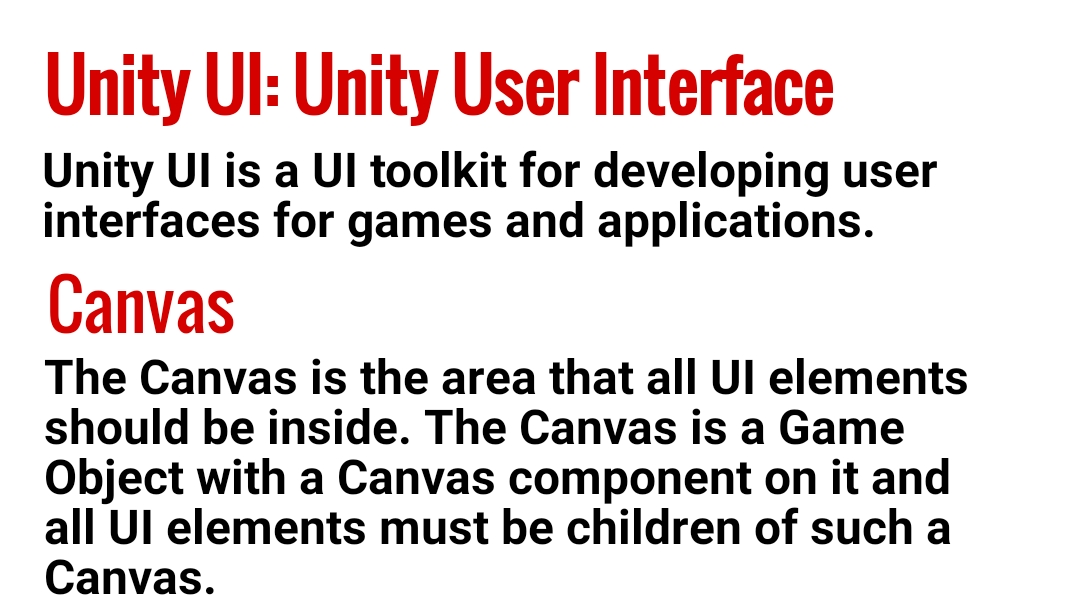 Unity UI: Unity User Interface
Unity UI is a UI toolkit for developing user
interfaces for games and applications.
Canvas
The Canvas is the area that all UI elements
should be inside. The Canvas is a Game
Object with a Canvas component on it and
all UI elements must be children of such a
Canvas.